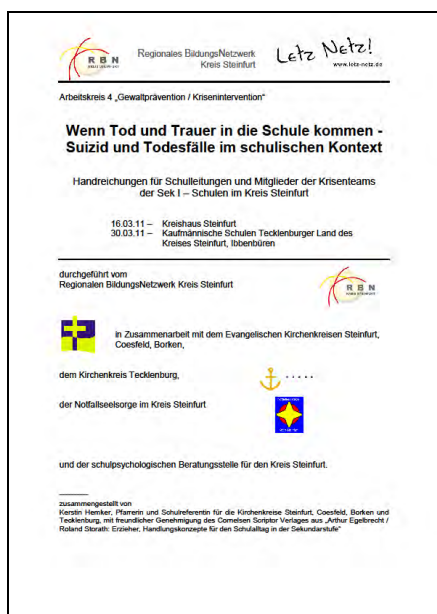 RBN
Regionales BildungsNetzwerk
Kreis Steinfurt
Letz Netz!
www.letz-netz.de
Arbeitskreis 4 „Gewaltprävention / Krisenintervention"
Wenn Tod und Trauer in die Schule kommen -
Suizid und Todesfälle im schulischen Kontext
Handreichungen für Schulleitungen und Mitglieder der Krisenteams
der Sek I – Schulen im Kreis Steinfurt
16.03.11 – Kreishaus Steinfurt
30.03.11 – Kaufmännische Schulen Tecklenburger Land des
Kreises Steinfurt, Ibbenbüren
durchgeführt vom
Regionalen BildungsNetzwerk Kreis Steinfurt
RBN
in Zusammenarbeit mit dem Evangelischen Kirchenkreisen Steinfurt,
Coesfeld, Borken,
dem Kirchenkreis Tecklenburg,
der Notfallseelsorge im Kreis Steinfurt
und der schulpsychologischen Beratungsstelle für den Kreis Steinfurt.
zusammengestellt von
Kerstin Hemker, Pfarrerin und Schulreferentin für die Kirchenkreise Steinfurt, Coesfeld, Borken und
Tecklenburg, mit freundlicher Genehmigung des Cornelsen Scriptor Verlages aus „Arthur Egelbrecht /
Roland Storath: Erzieher, Handlungskonzepte für den Schulalltag in der Sekundarstufe"